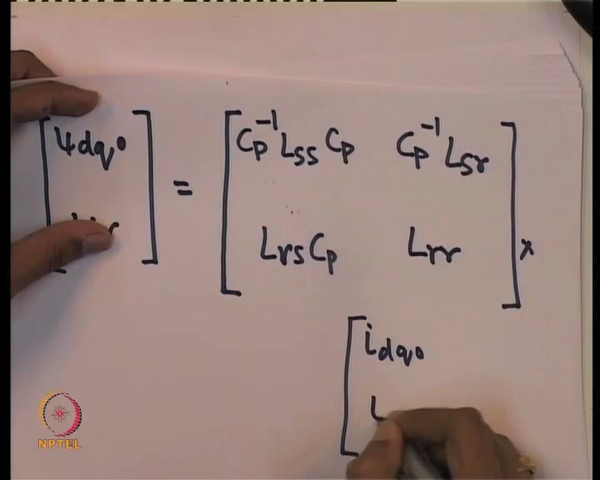 [ψdq0] = [Cp⁻¹ Lss Cp   Cp⁻¹ Lsr]
[Lrs Cp   Lrr] ×
[idq0
NPTEL